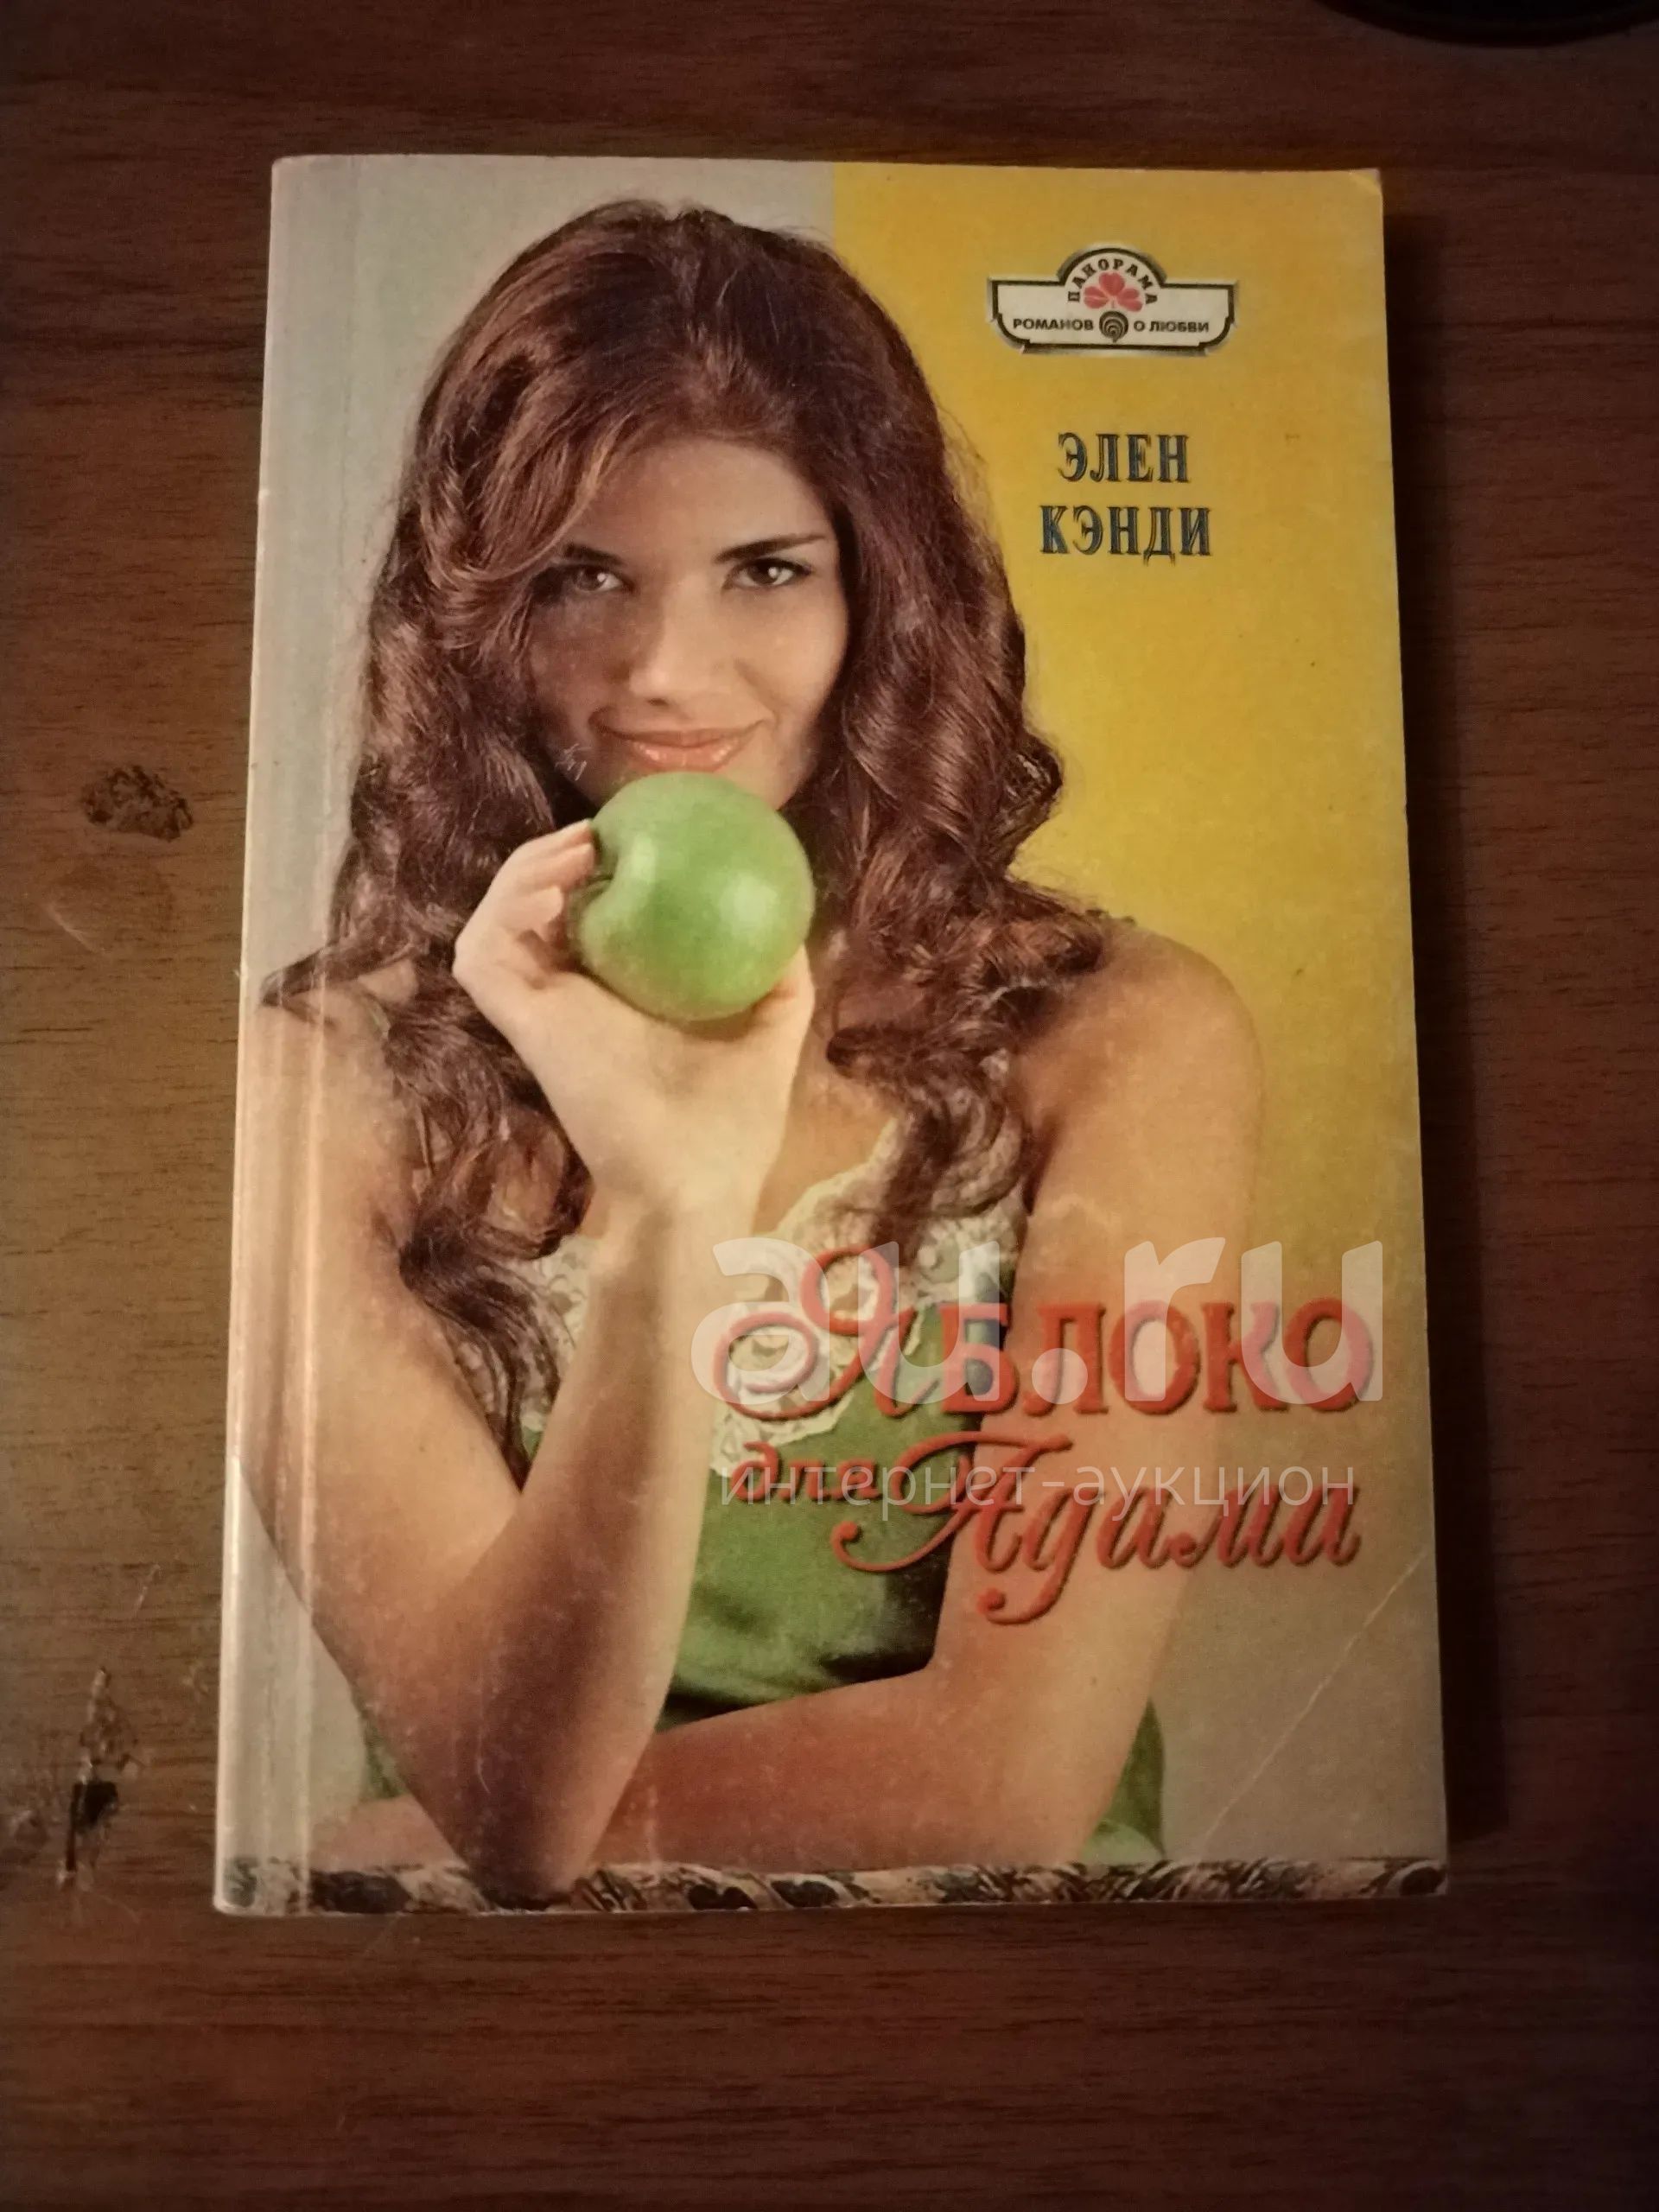 ПАНОРАМА
РОМАНОВ О ЛЮБВИ
ЭЛЕН
КЭНДИ
au.ru
ЯБЛОКО
для Адама
интернет-аукцион